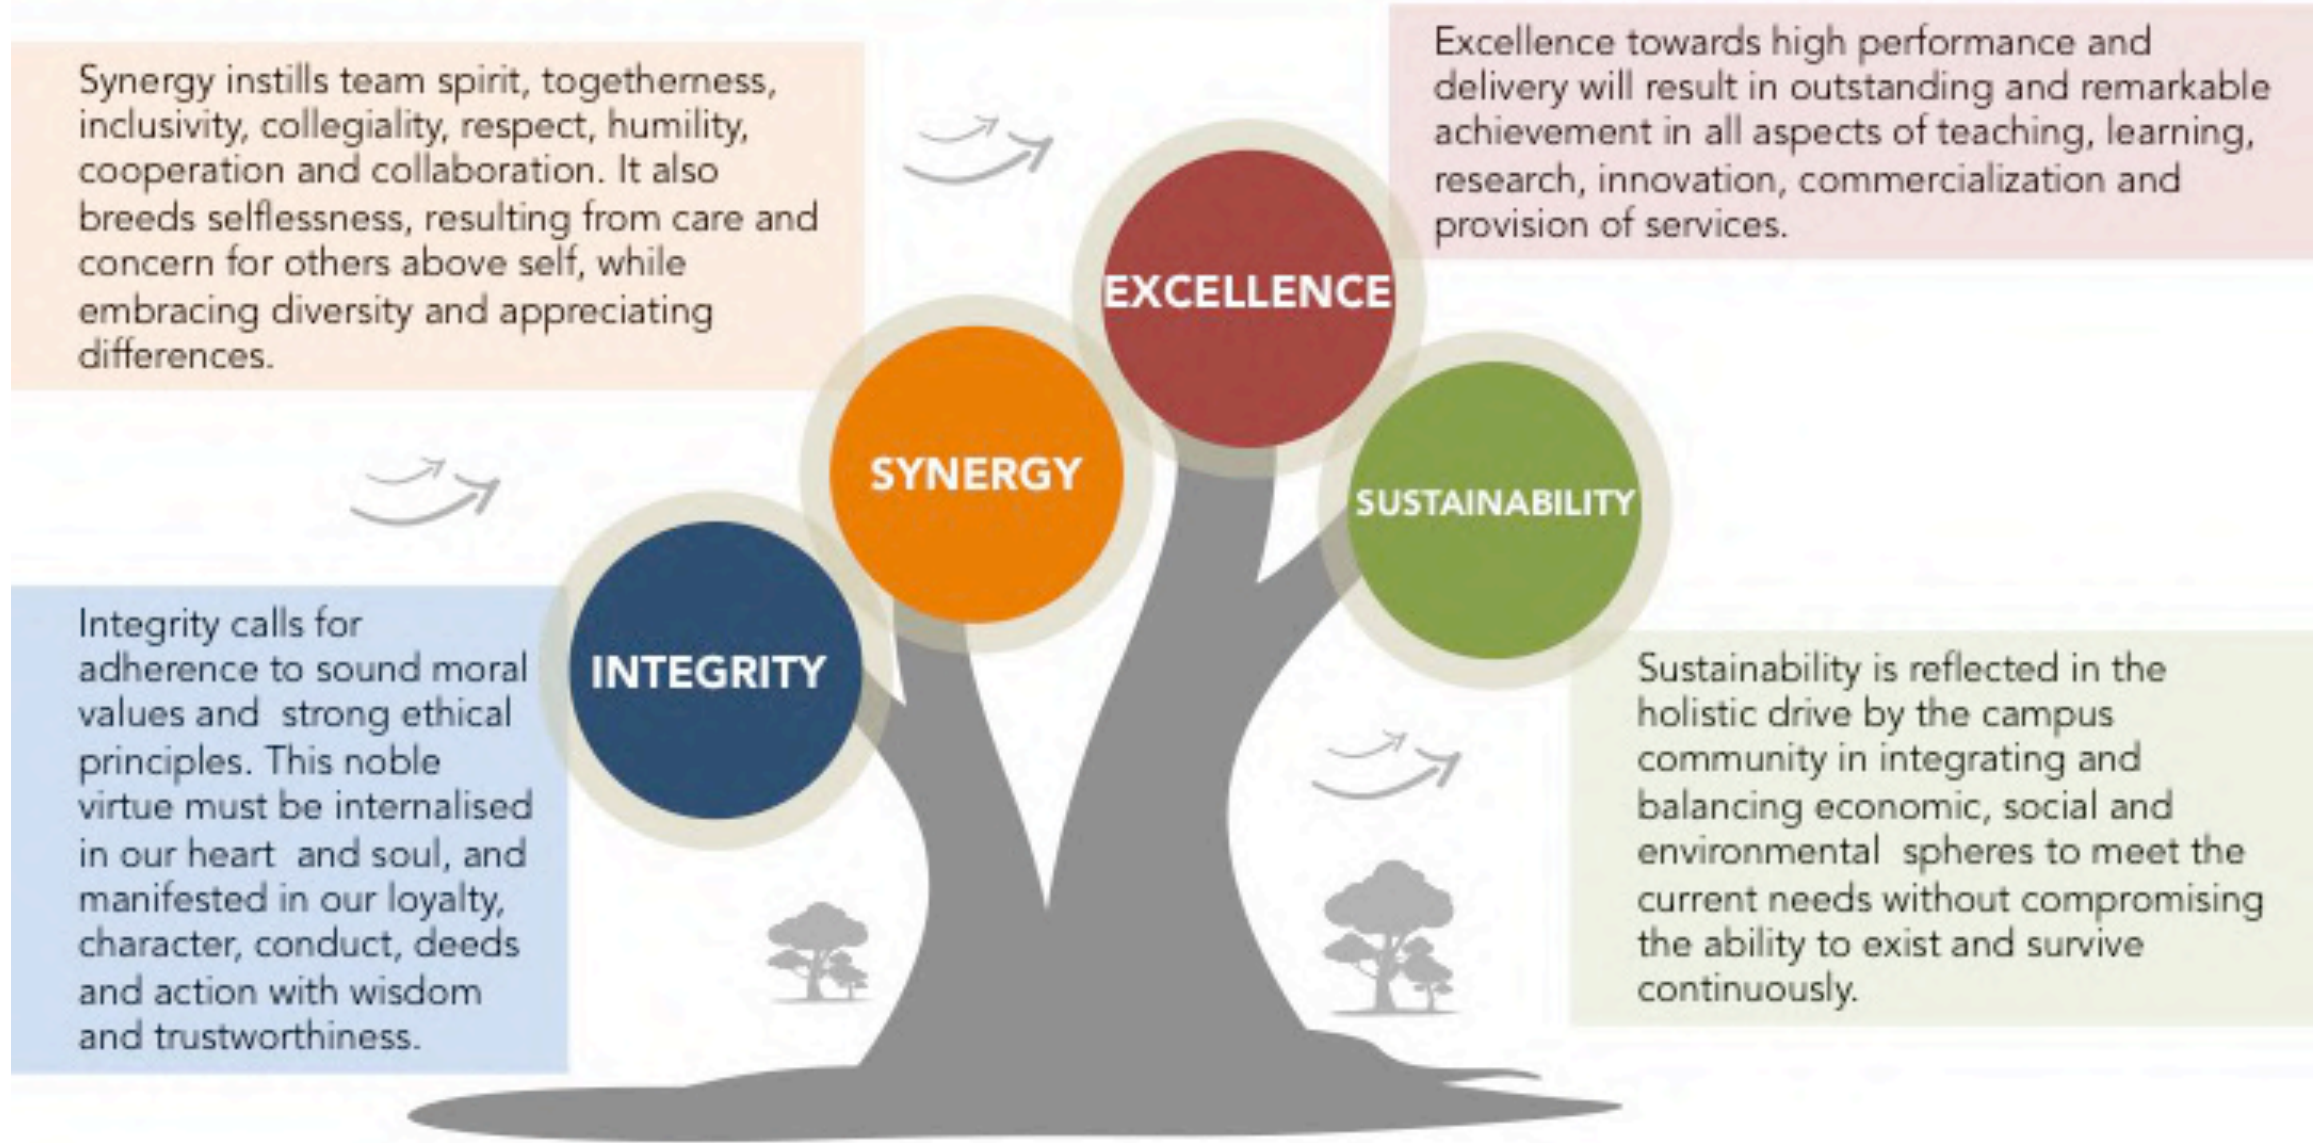 Synergy instills team spirit, togetherness,
inclusivity, collegiality, respect, humility,
cooperation and collaboration. It also
breeds selflessness, resulting from care and
concern for others above self, while
embracing diversity and appreciating
differences.
Excellence towards high performance and
delivery will result in outstanding and remarkable
achievement in all aspects of teaching, learning,
research, innovation, commercialization and
provision of services.
EXCELLENCE
SYNERGY
SUSTAINABILITY
INTEGRITY
Integrity calls for
adherence to sound moral
values and strong ethical
principles. This noble
virtue must be internalised
in our heart and soul, and
manifested in our loyalty,
character, conduct, deeds
and action with wisdom
and trustworthiness.
Sustainability is reflected in the
holistic drive by the campus
community in integrating and
balancing economic, social and
environmental spheres to meet the
current needs without compromising
the ability to exist and survive
continuously.